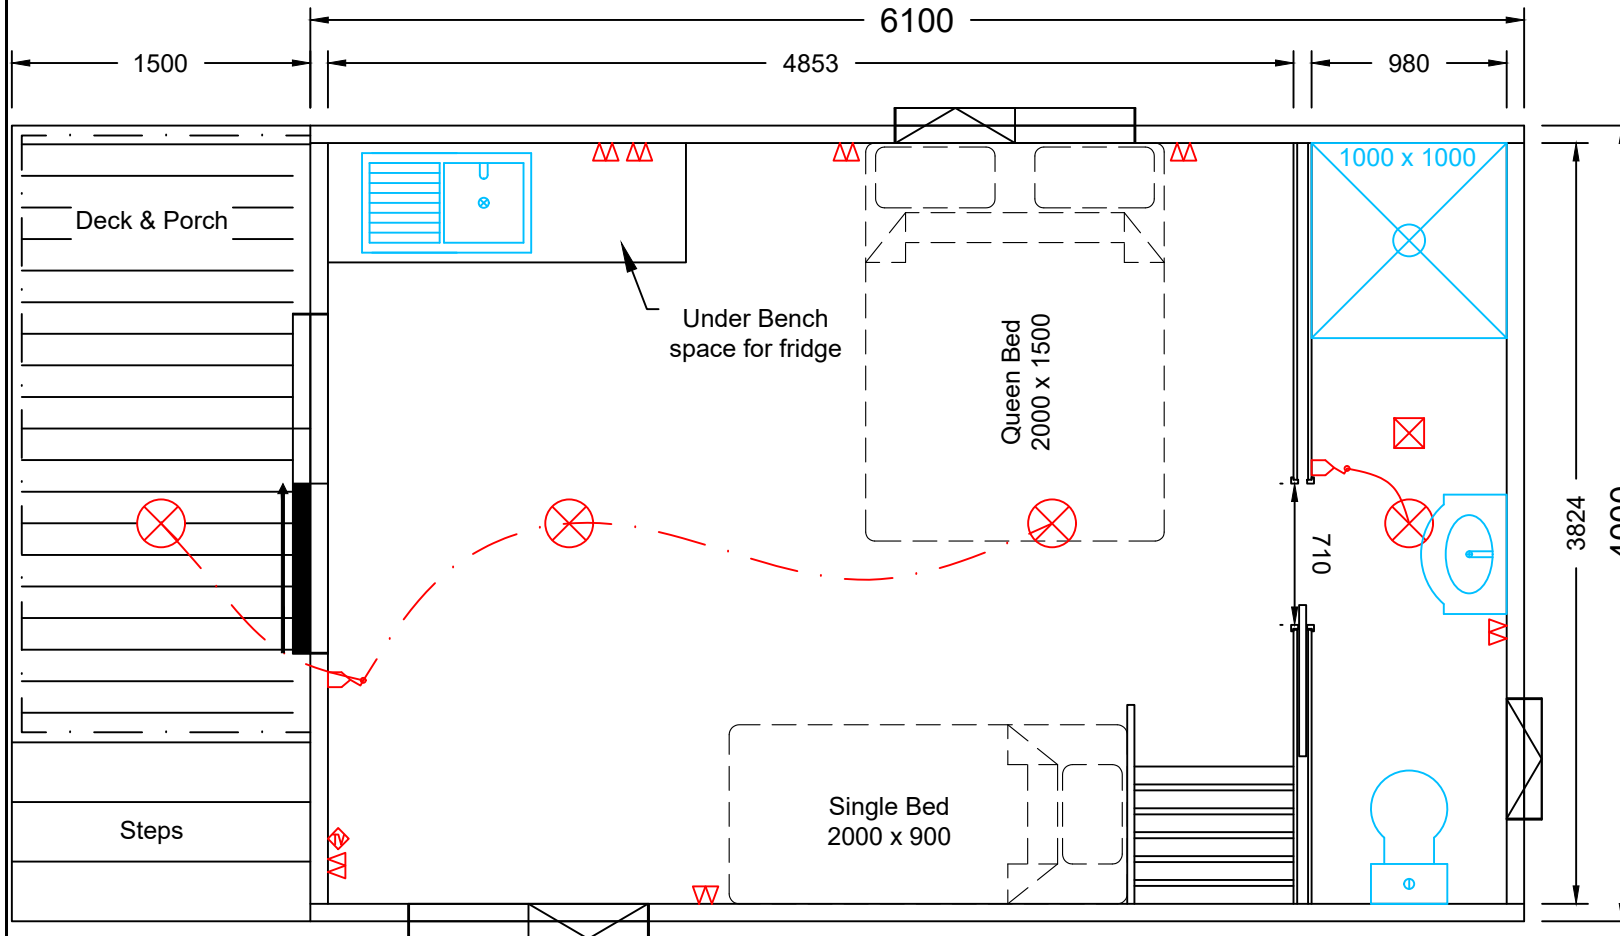 6100
1500
4853
980
1000 x 1000
Deck & Porch
Under Bench
space for fridge
Queen Bed
2000 x 1500
710
3824
Single Bed
2000 x 900
Steps